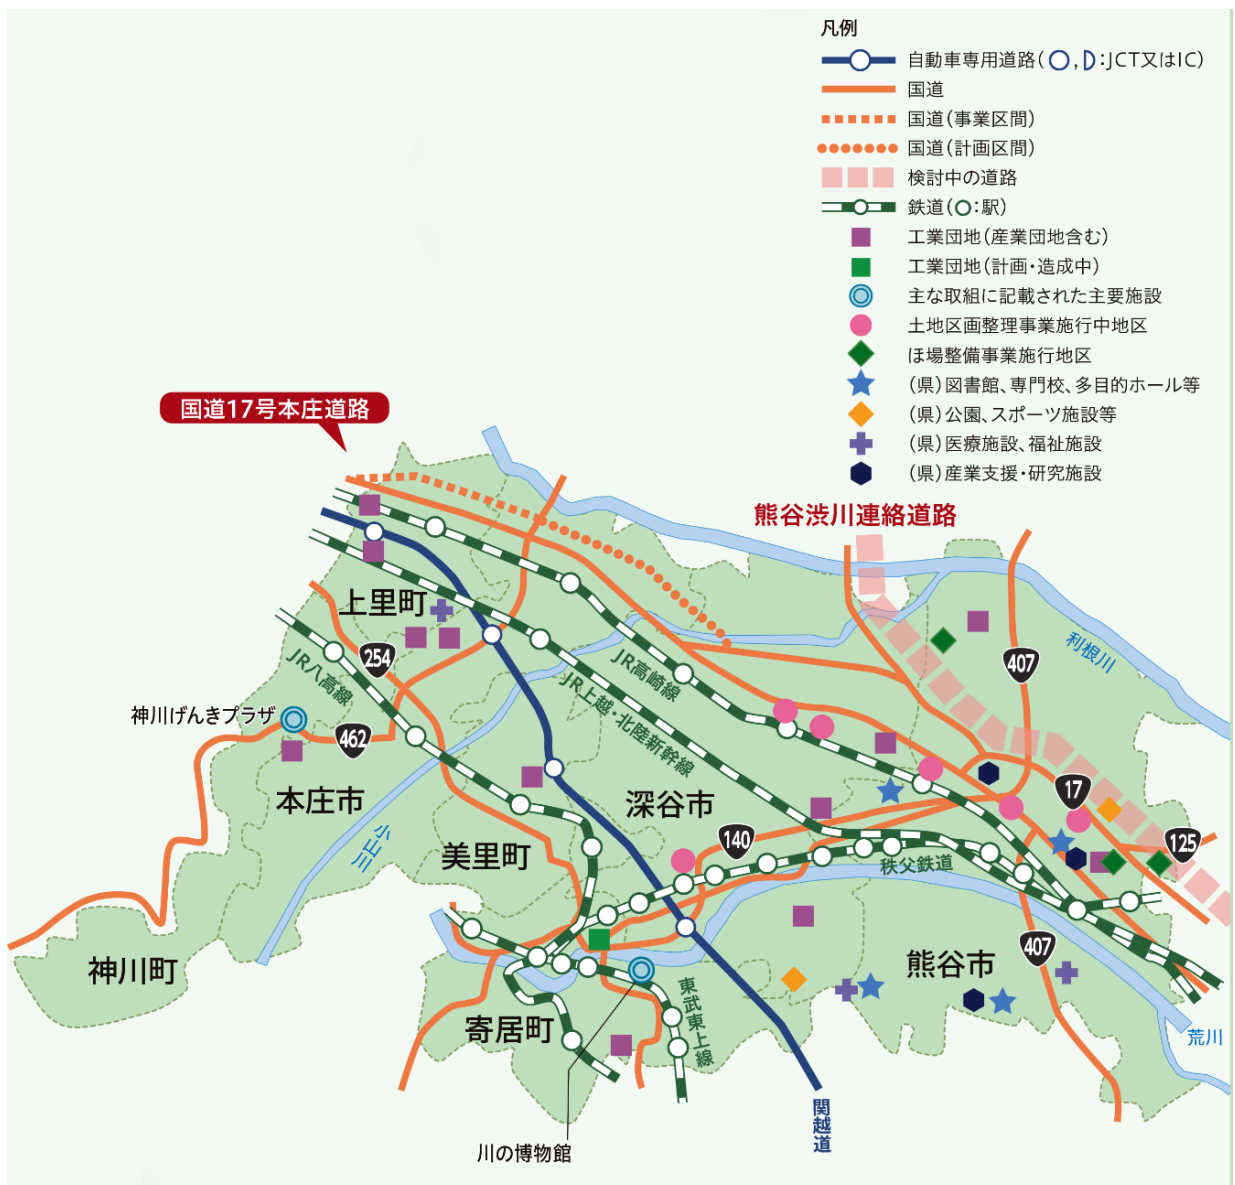 凡例
自動車専用道路(○,D:JCT又はIC)
国道
国道(事業区間)
国道(計画区間)
検討中の道路
鉄道(○:駅)
工業団地(産業団地含む)
工業団地(計画・造成中)
主な取組に記載された主要施設
土地区画整理事業施行中地区
ほ場整備事業施行地区
(県)図書館、専門校、多目的ホール等
(県)公園、スポーツ施設等
(県)医療施設、福祉施設
(県)産業支援・研究施設
国道17号本庄道路
熊谷渋川連絡道路
上里町
利根川
254
JR八高線
JR高崎線
407
JR上越・北陸新幹線
神川げんきプラザ
462
本庄市
深谷市
17
小山川
美里町
140
125
秩父鉄道
神川町
熊谷市
407
寄居町
東武東上線
荒川
関越道
川の博物館